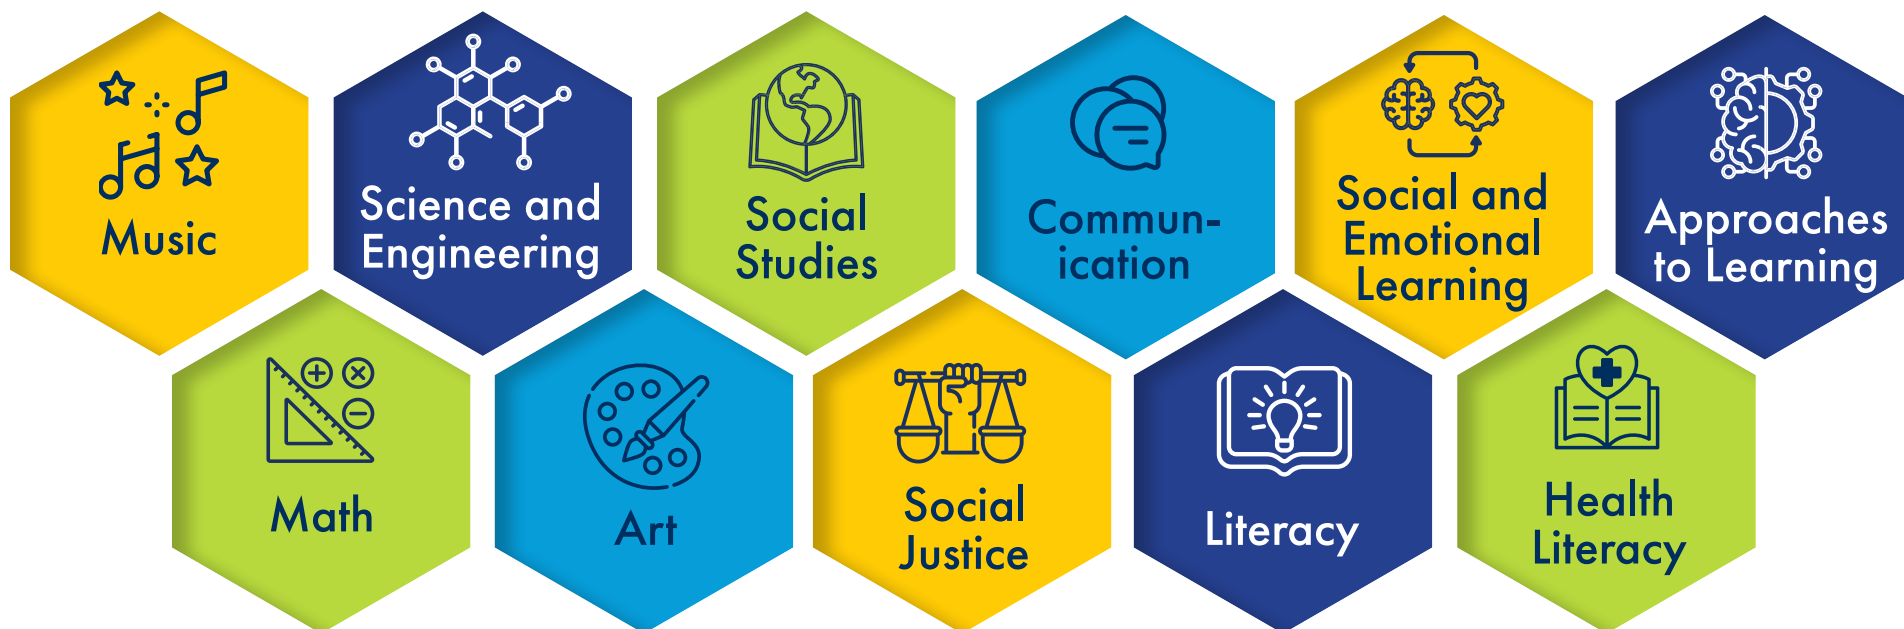 Music
Science and
Engineering
Social
Studies
Commun-
ication
Social and
Emotional
Learning
Approaches
to Learning
Math
Art
Social
Justice
Literacy
Health
Literacy